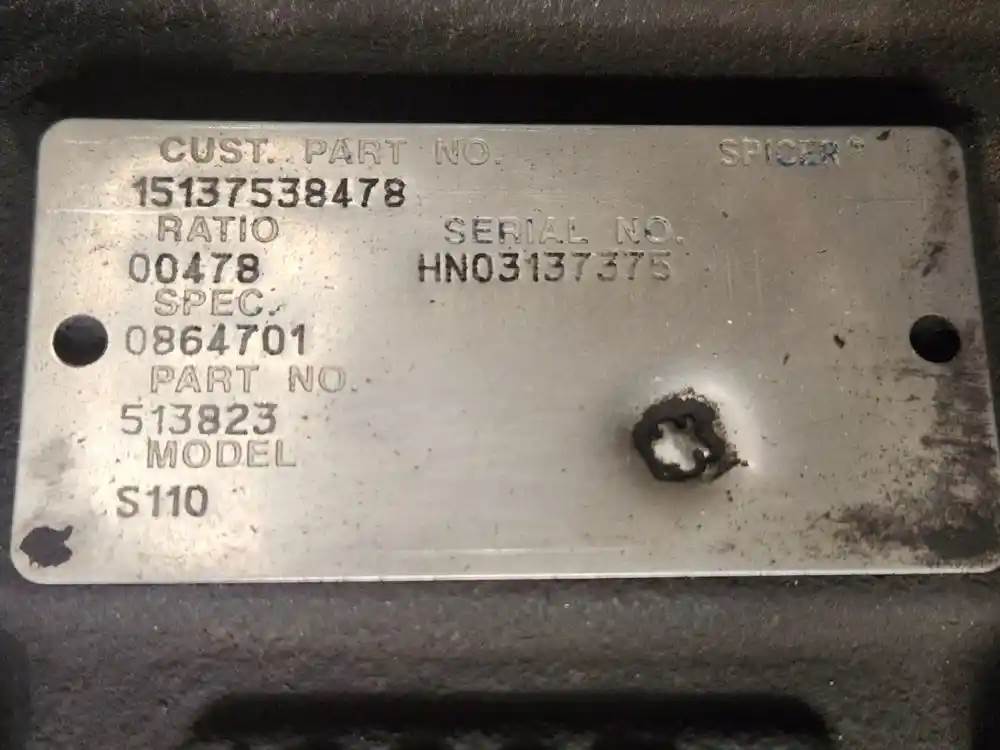 CUST. PART NO. SPICER®
15137538478
RATIO SERIAL NO.
00478 HN03137375
SPEC.
0864701
PART NO.
513823
MODEL
S110